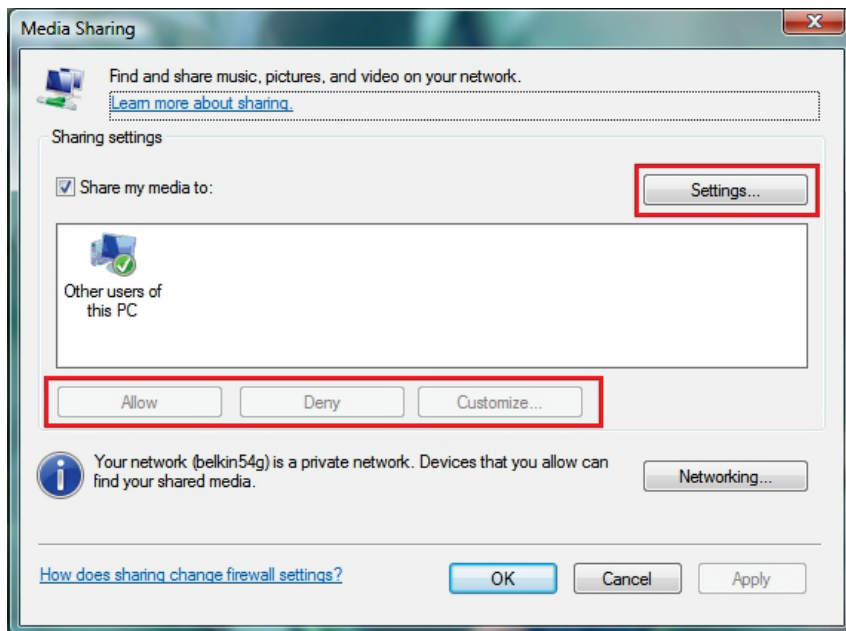 Media Sharing
Find and share music, pictures, and video on your network.
Learn more about sharing.
Sharing settings
Share my media to:
Settings...
Other users of
this PC
Allow
Deny
Customize...
Your network (belkin54g) is a private network. Devices that you allow can
find your shared media.
Networking...
How does sharing change firewall settings?
OK
Cancel
Apply